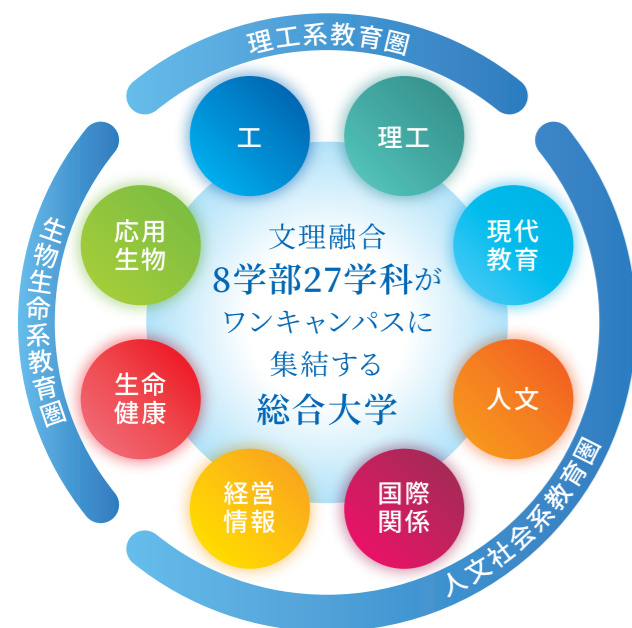 理工系教育圏
工
理工
応用
生物
現代
教育
文理融合
8学部27学科が
ワンキャンパスに
集結する
総合大学
生物生命系教育圏
生命
健康
人文
経営
情報
国際
関係
人文社会系教育圏